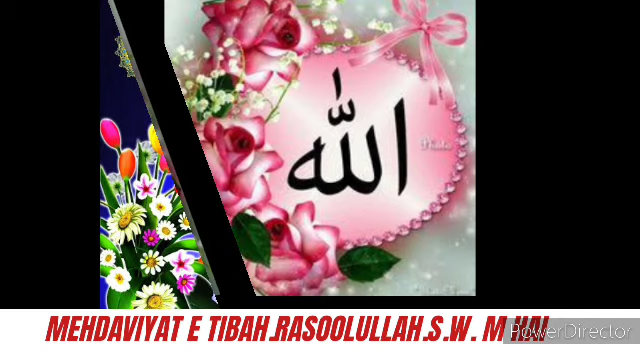 الله
MEHDAVIYAT E TIBAH.RASOOLULLAH.S.W. M HAI
PowerDirector